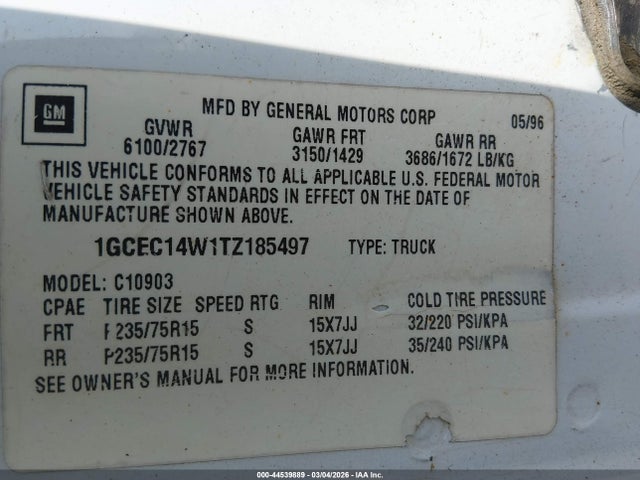 GM
MFD BY GENERAL MOTORS CORP 05/96
GVWR GAWR FRT GAWR RR
6100/2767 3150/1429 3686/1672 LB/KG
THIS VEHICLE CONFORMS TO ALL APPLICABLE U.S. FEDERAL MOTOR
VEHICLE SAFETY STANDARDS IN EFFECT ON THE DATE OF
MANUFACTURE SHOWN ABOVE.
1GCEC14W1TZ185497 TYPE: TRUCK
MODEL: C10903
CPAE TIRE SIZE SPEED RTG RIM COLD TIRE PRESSURE
FRT P235/75R15 S 15X7JJ 32/220 PSI/KPA
RR P235/75R15 S 15X7JJ 35/240 PSI/KPA
SEE OWNER'S MANUAL FOR MORE INFORMATION.
000-44539889 - 03/04/2026 - IAA Inc.